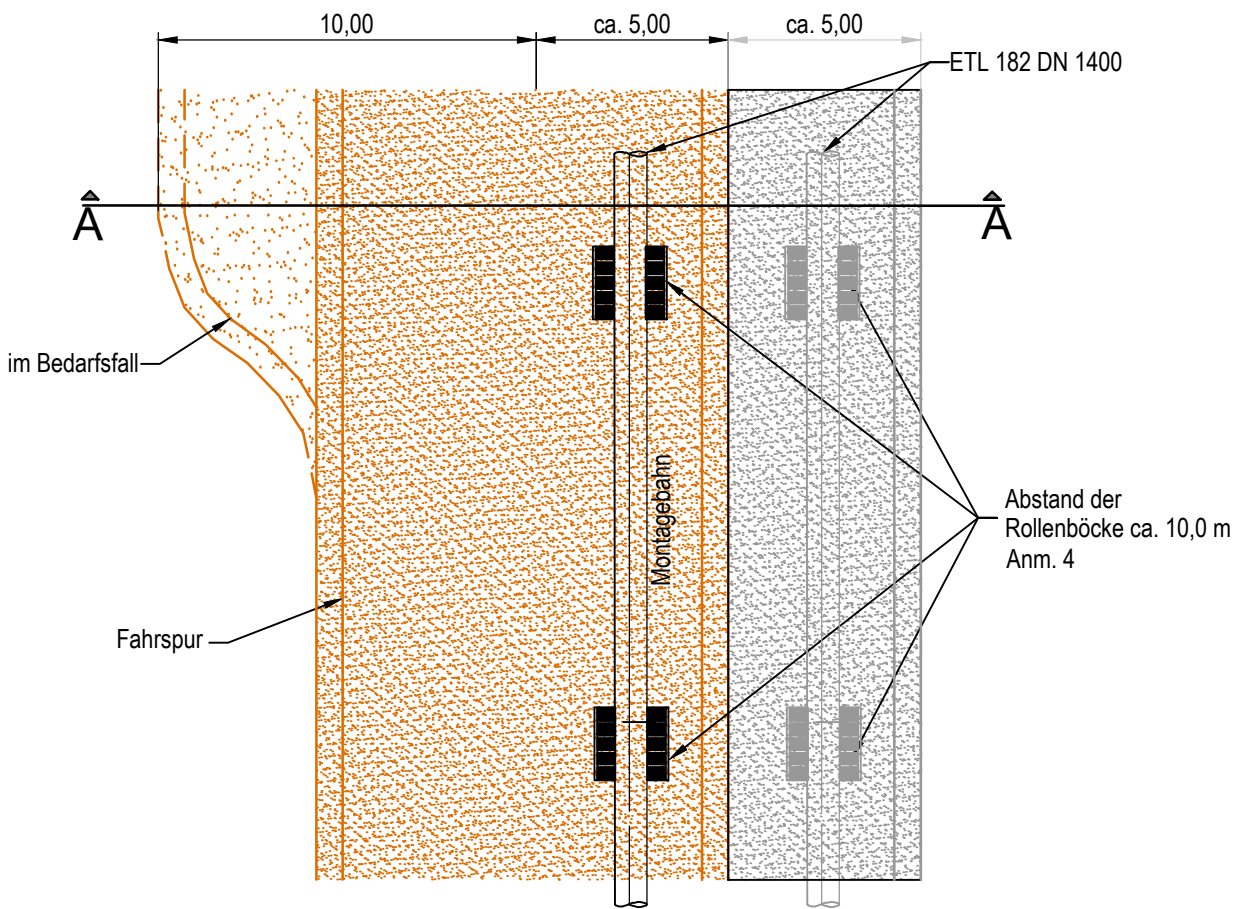 10,00
ca. 5,00
ca. 5,00
ETL 182 DN 1400
A
A
im Bedarfsfall
Montagebahn
Abstand der
Rollenböcke ca. 10,0 m
Anm. 4
Fahrspur